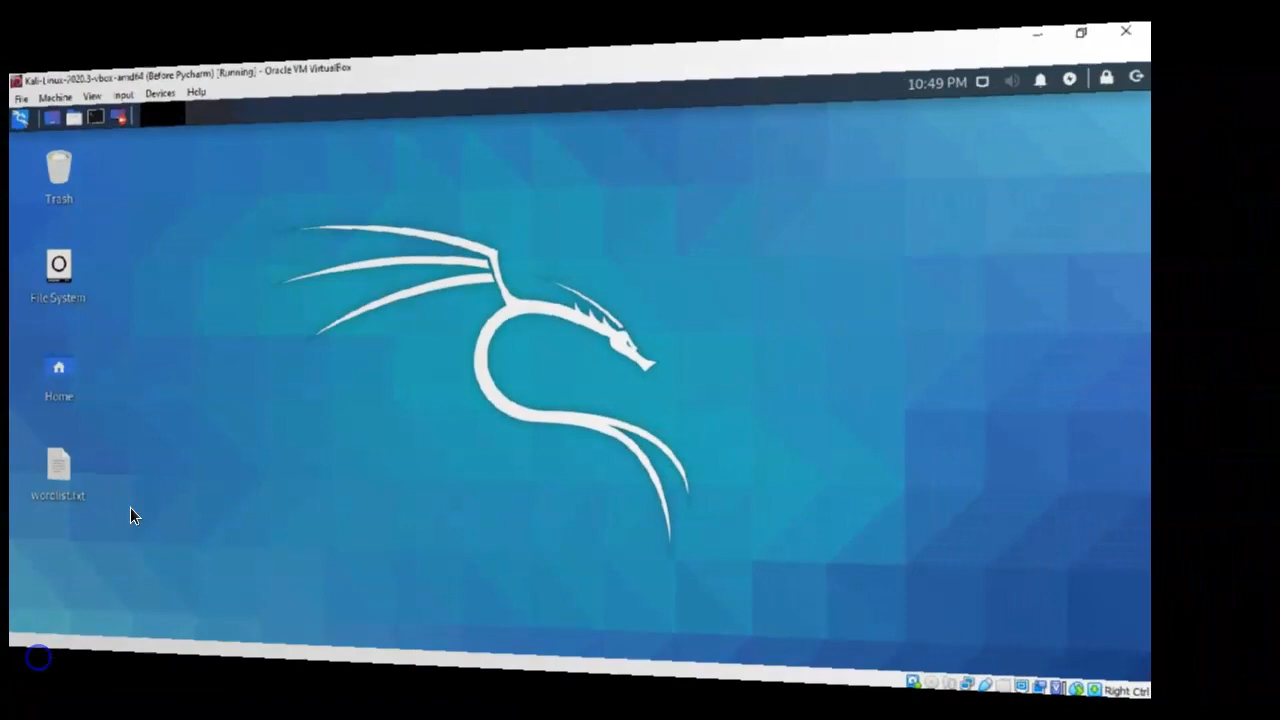 Kali-Linux-2020.3-vbox-amd64 (Before Pycharm) [Running] - Oracle VM VirtualBox
File Machine View Input Devices Help
10:49 PM
Trash
File System
Home
wordlist.txt
Right Ctrl